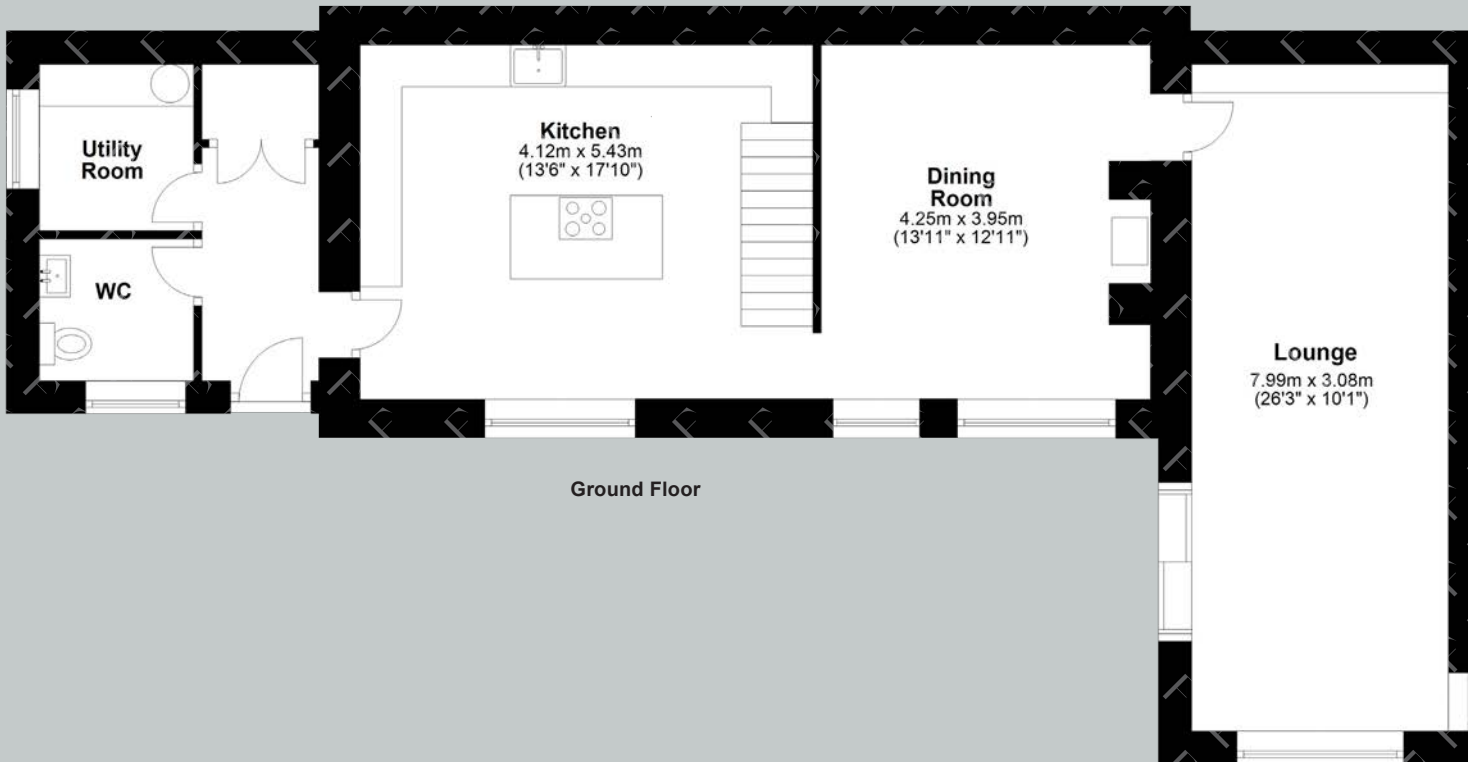 Utility
Room
WC
Kitchen
4.12m x 5.43m
(13'6" x 17'10")
Dining
Room
4.25m x 3.95m
(13'11" x 12'11")
Lounge
7.99m x 3.08m
(26'3" x 10'1")
Ground Floor